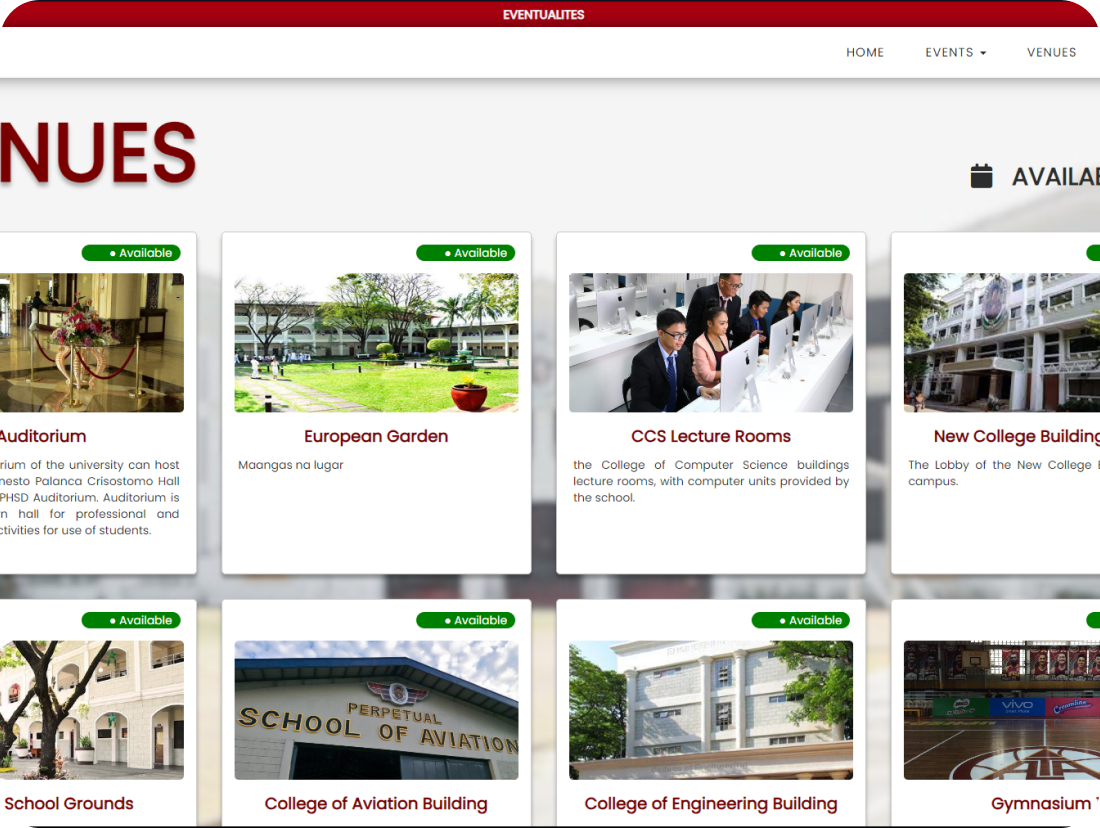 EVENTUALITES
HOME EVENTS VENUES
NUES
AVAILAB
● Available ● Available ● Available
Auditorium European Garden CCS Lecture Rooms New College Building
rium of the university can host Maangas na lugar the College of Computer Science buildings The Lobby of the New College
nesto Palanca Crisostomo Hall lecture rooms, with computer units provided by campus.
PHSD Auditorium. Auditorium is the school.
n hall for professional and
ctivities for use of students.
● Available ● Available ● Available
PERPETUAL
SCHOOL OF AVIATION
vivo
Creamline
School Grounds College of Aviation Building College of Engineering Building Gymnasium